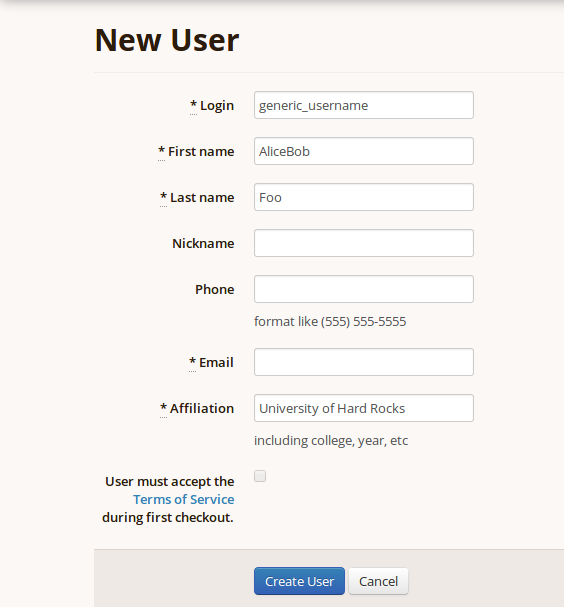 New User
* Login
generic_username
* First name
AliceBob
* Last name
Foo
Nickname
Phone
format like (555) 555-5555
* Email
* Affiliation
University of Hard Rocks
including college, year, etc
User must accept the
Terms of Service
during first checkout.
Create User
Cancel